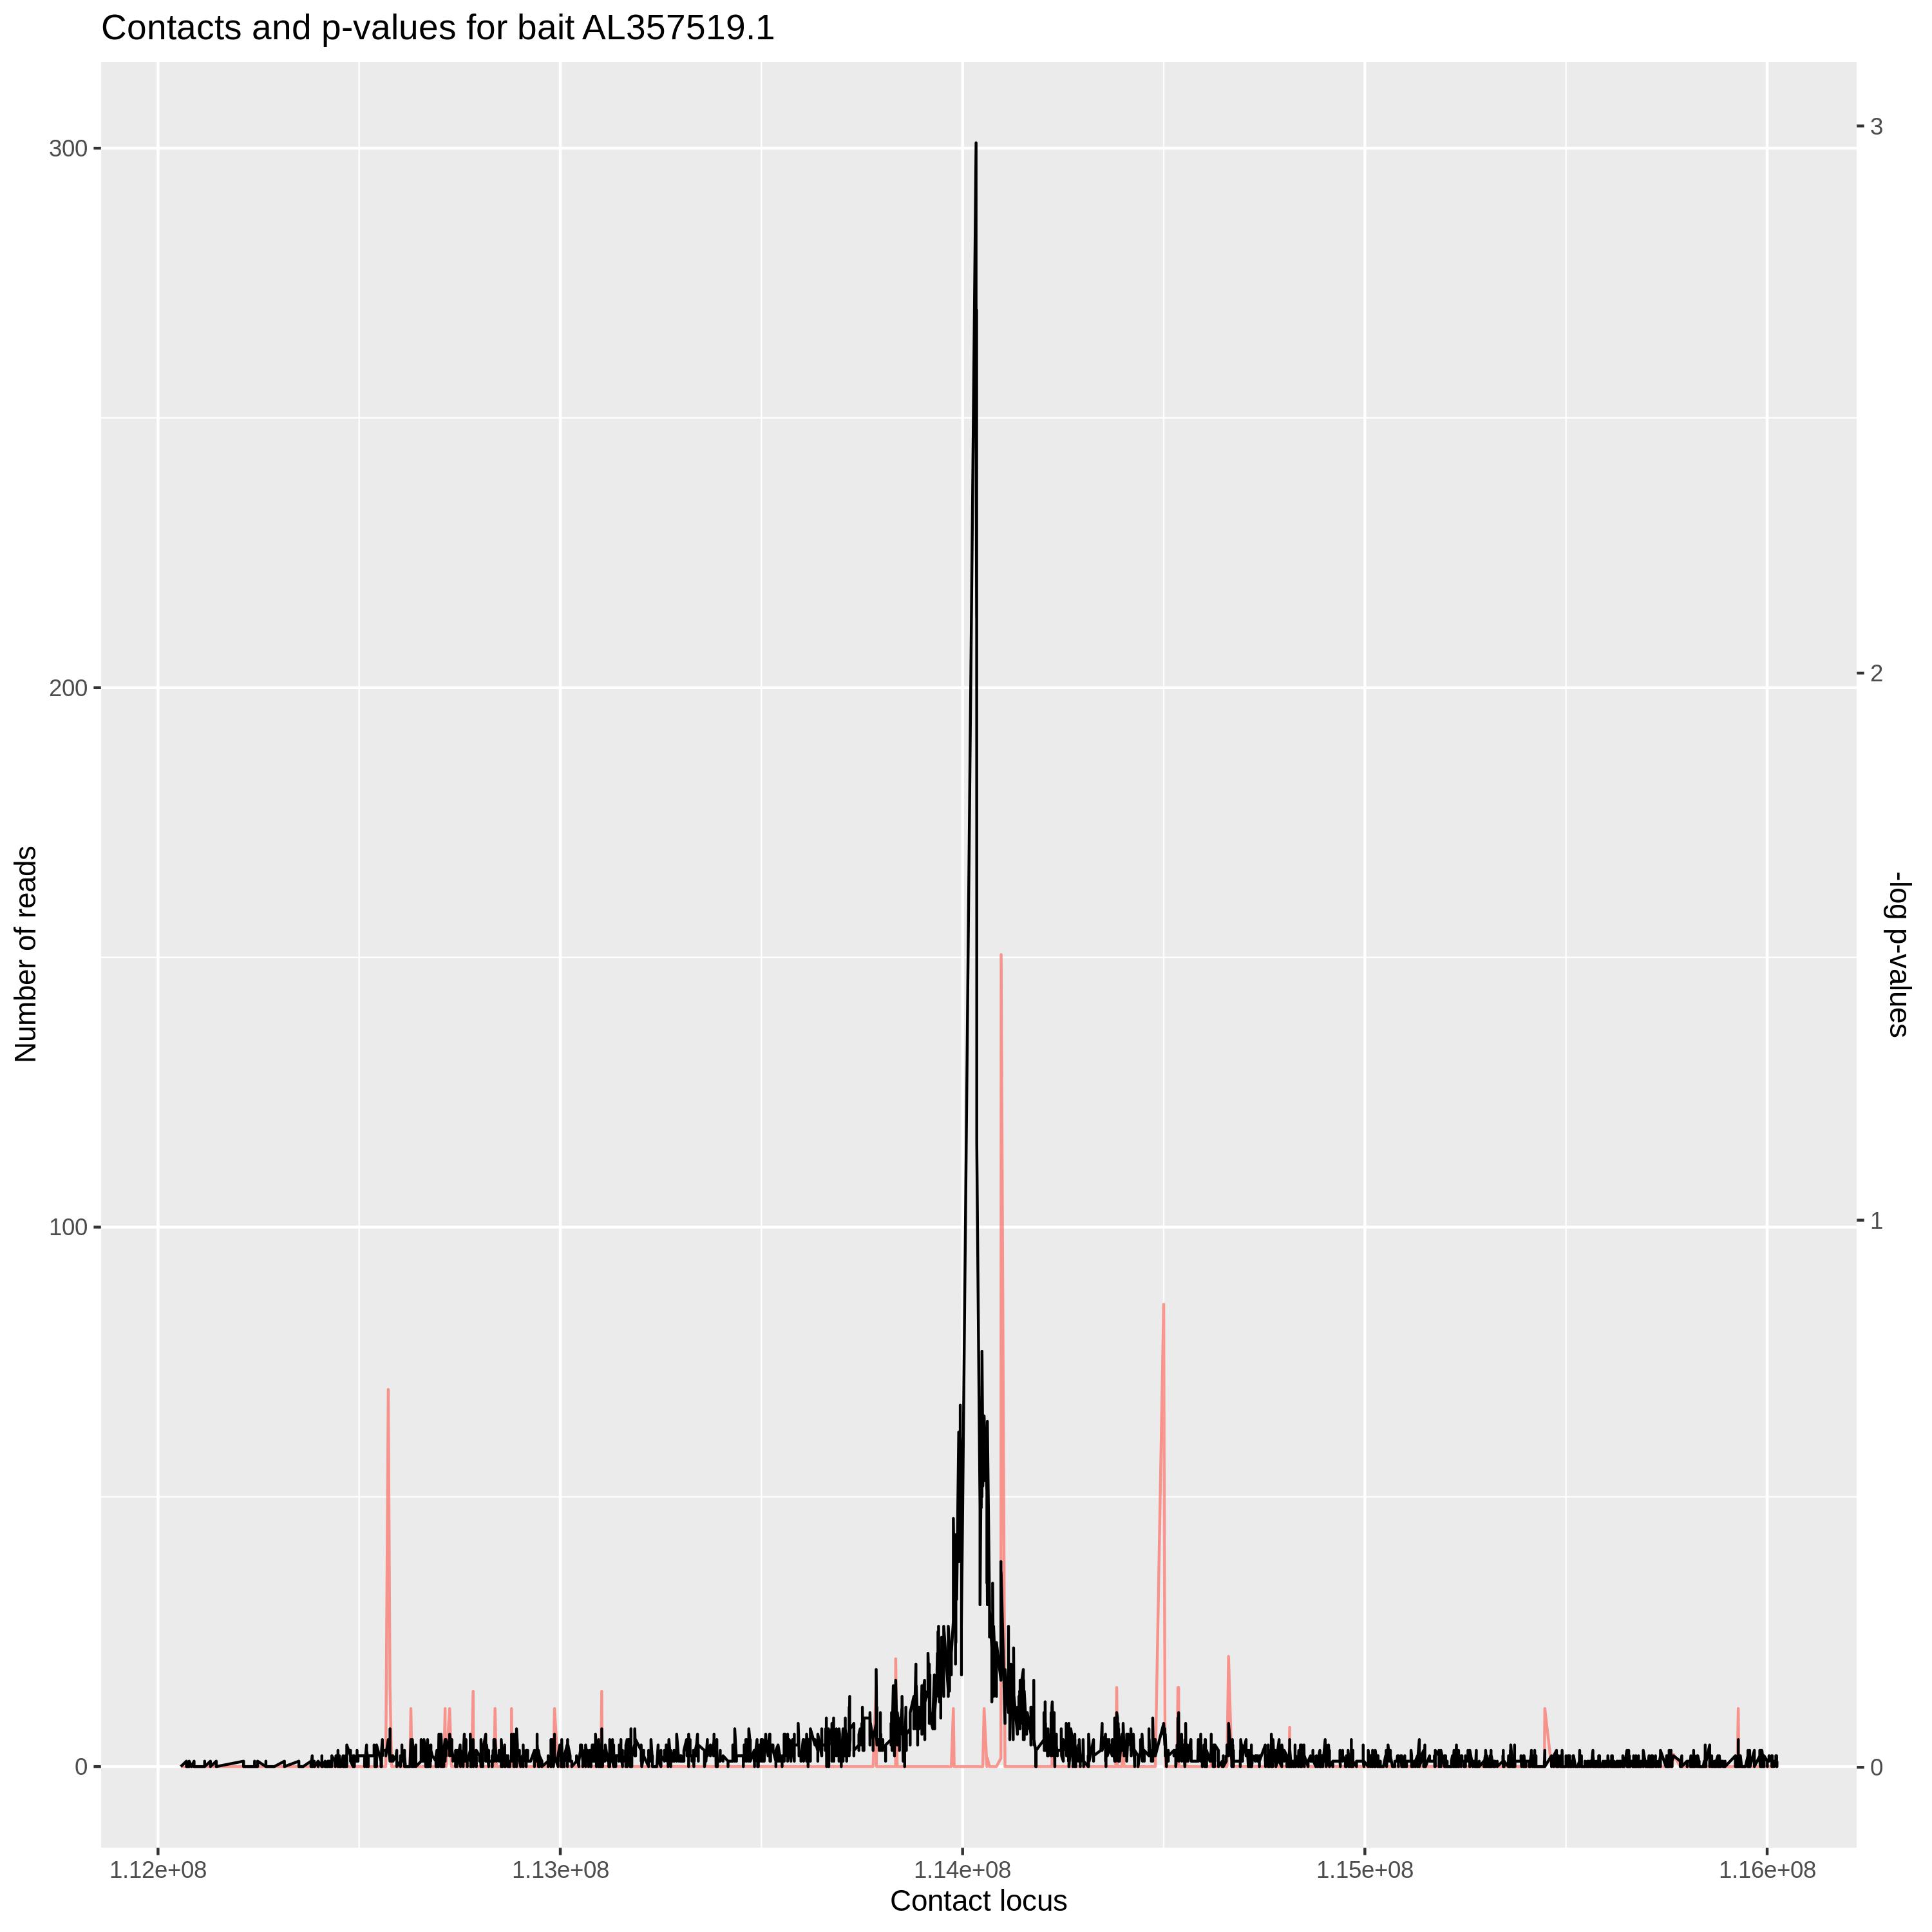 Contacts and p-values for bait AL357519.1
300
200
100
0
Number of reads
3
2
1
0
-log p-values
1.12e+08
1.13e+08
1.14e+08
1.15e+08
1.16e+08
Contact locus